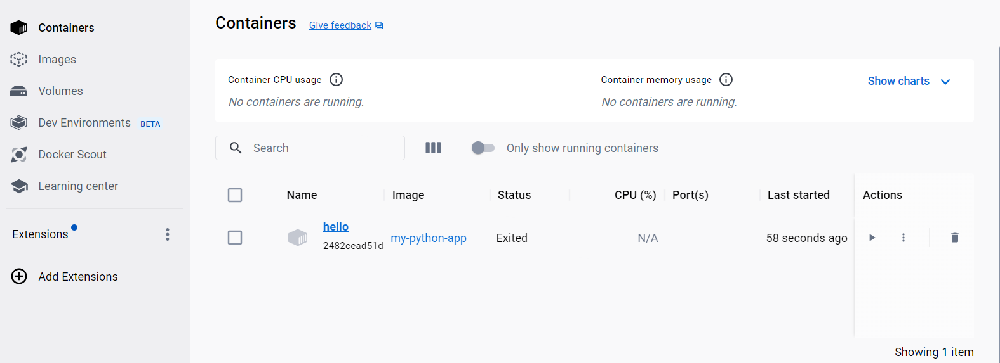 Containers
Images
Volumes
Dev Environments BETA
Docker Scout
Learning center
Extensions
Add Extensions
Containers Give feedback
Container CPU usage
No containers are running.
Container memory usage
No containers are running.
Show charts
Search
Only show running containers
Name Image Status CPU (%) Port(s) Last started Actions
hello
2482cead51d
my-python-app Exited N/A 58 seconds ago
Showing 1 item